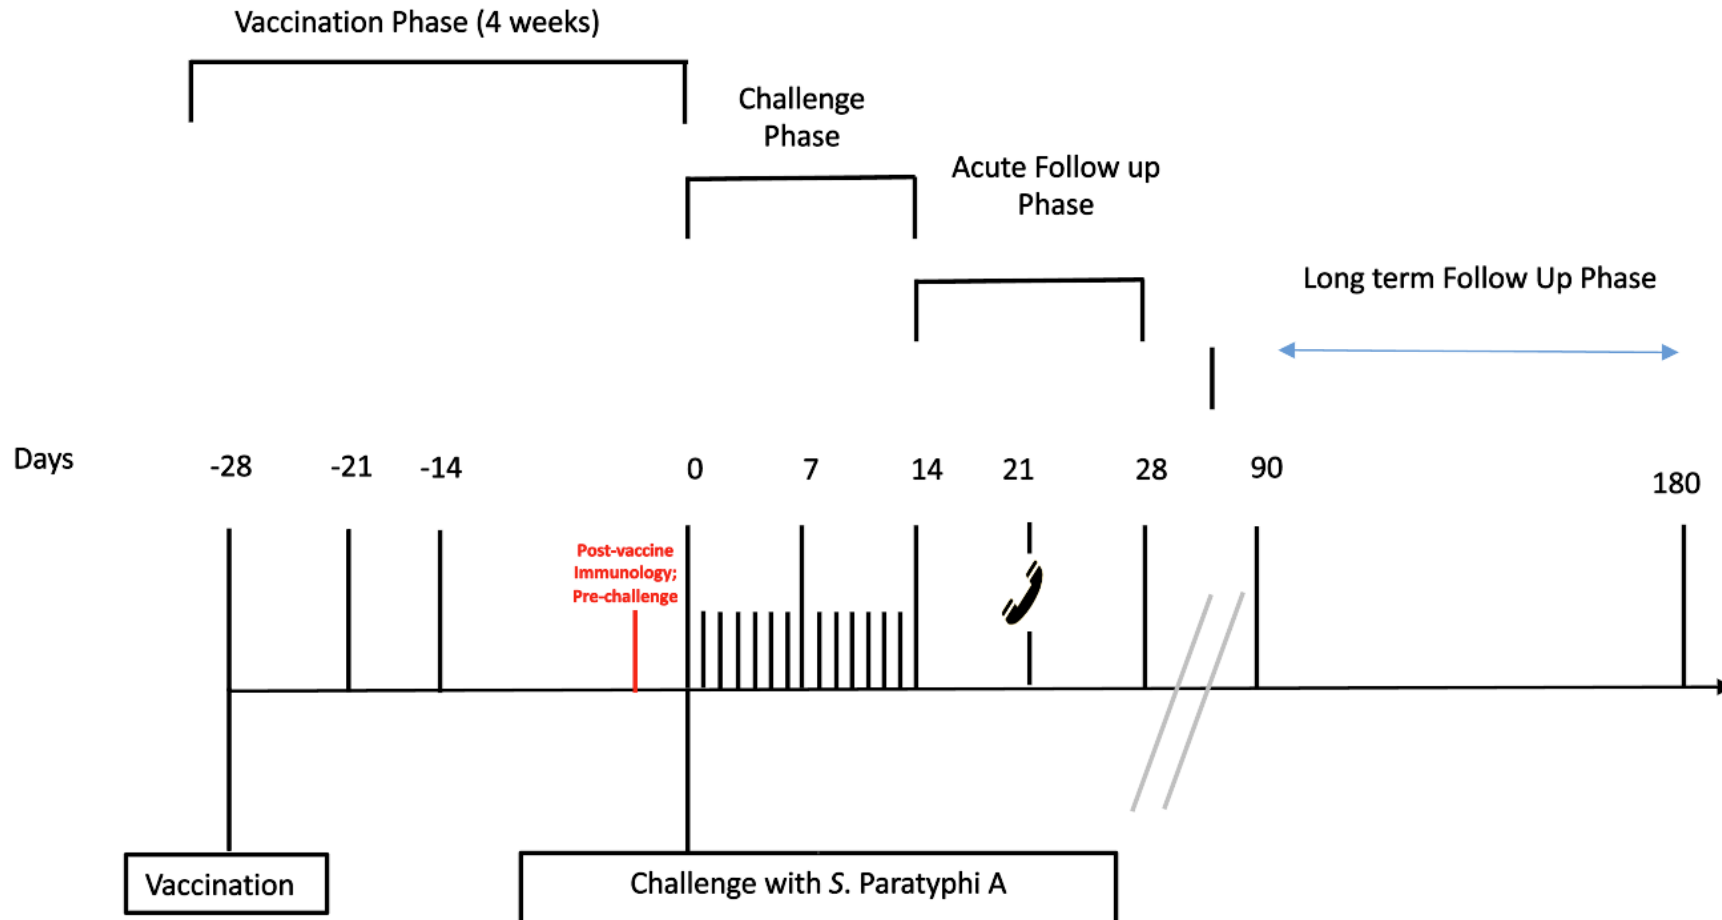 Vaccination Phase (4 weeks)
Challenge
Phase
Acute Follow up
Phase
Long term Follow Up Phase
Days
-28 -21 -14 0 7 14 21 28 90 180
Post-vaccine
Immunology;
Pre-challenge
Vaccination
Challenge with S. Paratyphi A